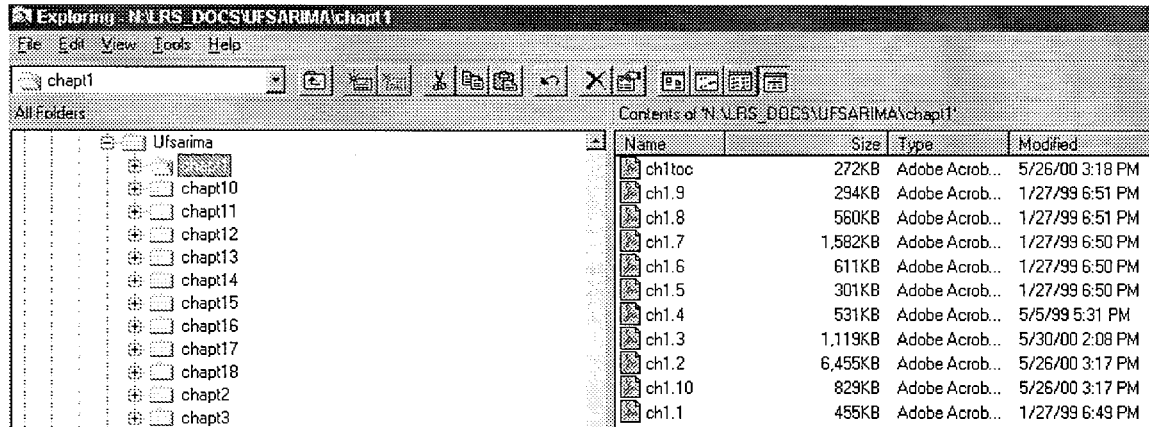 Exploring - N:\LRS_DOCS\UFSARIMA\chapt1
File Edit View Tools Help
chapt1
All Folders
Contents of 'N:\LRS_DOCS\UFSARIMA\chapt1'
Ufsarima
chapt10
chapt11
chapt12
chapt13
chapt14
chapt15
chapt16
chapt17
chapt18
chapt2
chapt3
Name Size Type Modified
ch1toc 272KB Adobe Acrob... 5/26/00 3:18 PM
ch1.9 294KB Adobe Acrob... 1/27/99 6:51 PM
ch1.8 560KB Adobe Acrob... 1/27/99 6:51 PM
ch1.7 1,582KB Adobe Acrob... 1/27/99 6:50 PM
ch1.6 611KB Adobe Acrob... 1/27/99 6:50 PM
ch1.5 301KB Adobe Acrob... 1/27/99 6:50 PM
ch1.4 531KB Adobe Acrob... 5/5/99 5:31 PM
ch1.3 1,119KB Adobe Acrob... 5/30/00 2:08 PM
ch1.2 6,455KB Adobe Acrob... 5/26/00 3:17 PM
ch1.10 829KB Adobe Acrob... 5/26/00 3:17 PM
ch1.1 455KB Adobe Acrob... 1/27/99 6:49 PM